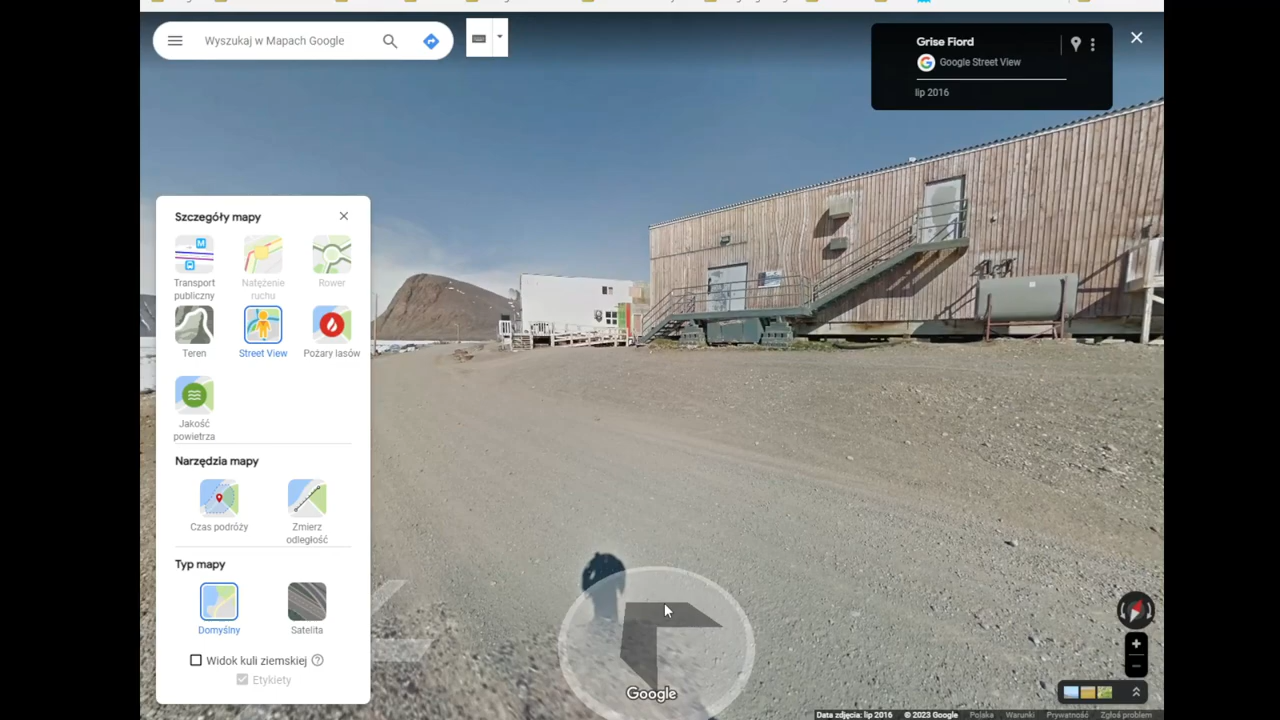 Wyszukaj w Mapach Google
Grise Fiord
Google Street View
lip 2016
Szczegóły mapy
Transport publiczny
Natężenie ruchu
Rower
Teren
Street View
Pożary lasów
Jakość powietrza
Narzędzia mapy
Czas podróży
Zmierz odległość
Typ mapy
Domyślny
Satelita
Widok kuli ziemskiej
Etykiety
Google
Data zdjęcia: lip 2016 © 2023 Google Polska Warunki Prywatność Zgłoś problem